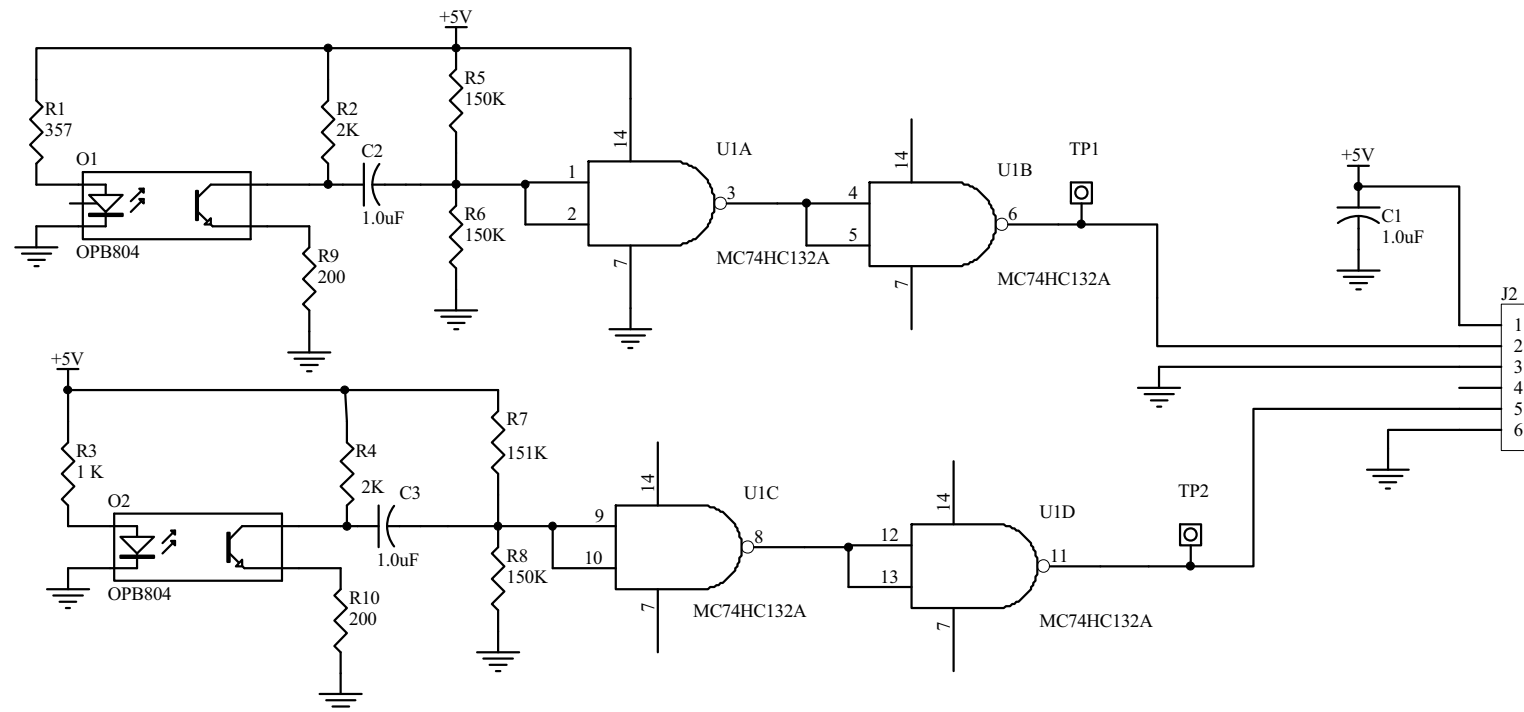 +5V
R1
357
R2
2K
R5
150K
O1
OPB804
C2
1.0uF
R6
150K
R9
200
14
1
2
3
7
U1A
MC74HC132A
14
4
5
6
7
U1B
MC74HC132A
TP1
+5V
C1
1.0uF
J2
1
2
3
4
5
6
+5V
R3
1 K
R4
2K
R7
151K
O2
OPB804
C3
1.0uF
R8
150K
R10
200
14
9
10
8
7
U1C
MC74HC132A
14
12
13
11
7
U1D
MC74HC132A
TP2